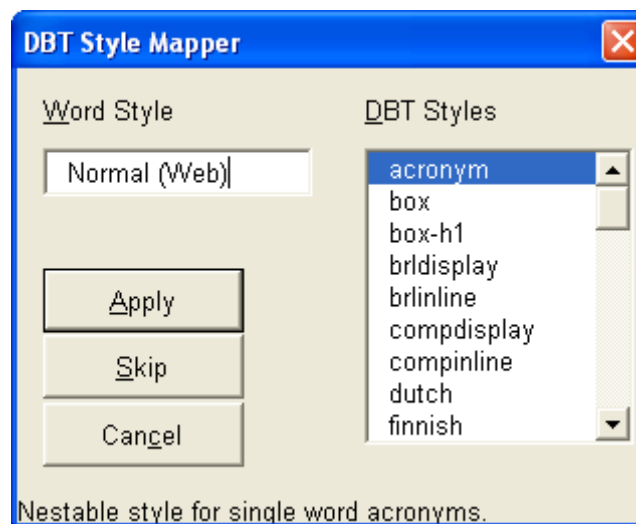 DBT Style Mapper
Word Style
Normal (Web)
Apply
Skip
Cancel
DBT Styles
acronym
box
box-h1
brldisplay
brlinline
compdisplay
compinline
dutch
finnish
Nestable style for single word acronyms.